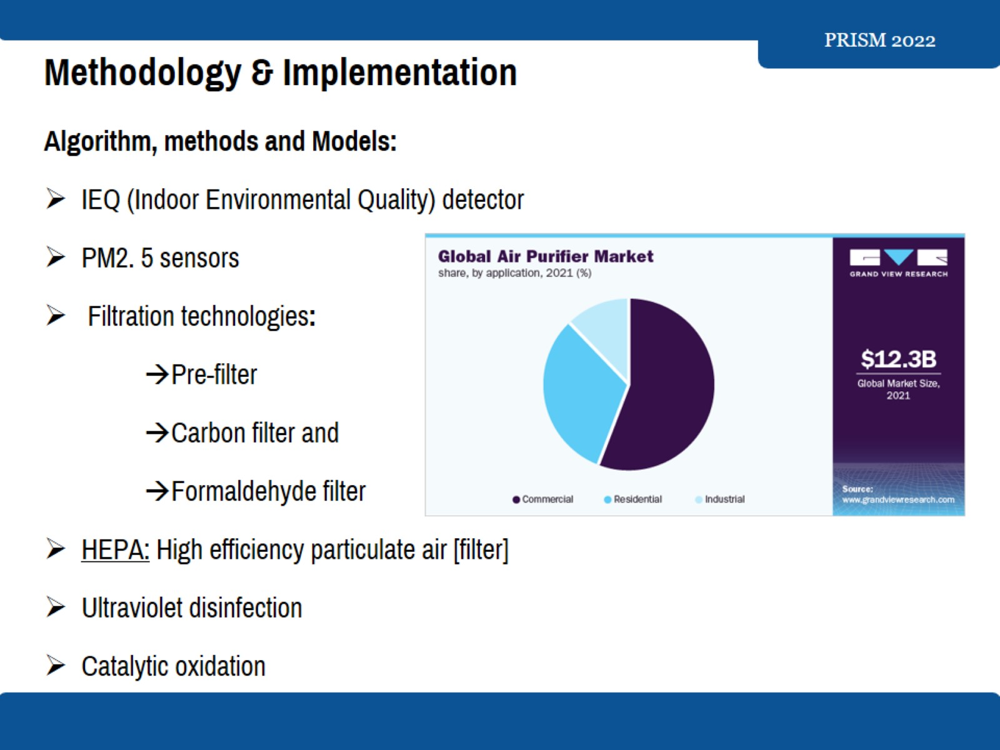 PRISM 2022
Methodology & Implementation
Algorithm, methods and Models:
➢ IEQ (Indoor Environmental Quality) detector
➢ PM2. 5 sensors
➢ Filtration technologies:
→Pre-filter
→Carbon filter and
→Formaldehyde filter
➢ HEPA: High efficiency particulate air [filter]
➢ Ultraviolet disinfection
➢ Catalytic oxidation
Global Air Purifier Market
share, by application, 2021 (%)
Commercial
Residential
Industrial
GRAND VIEW RESEARCH
$12.3B
Global Market Size,
2021
Source:
www.grandviewresearch.com